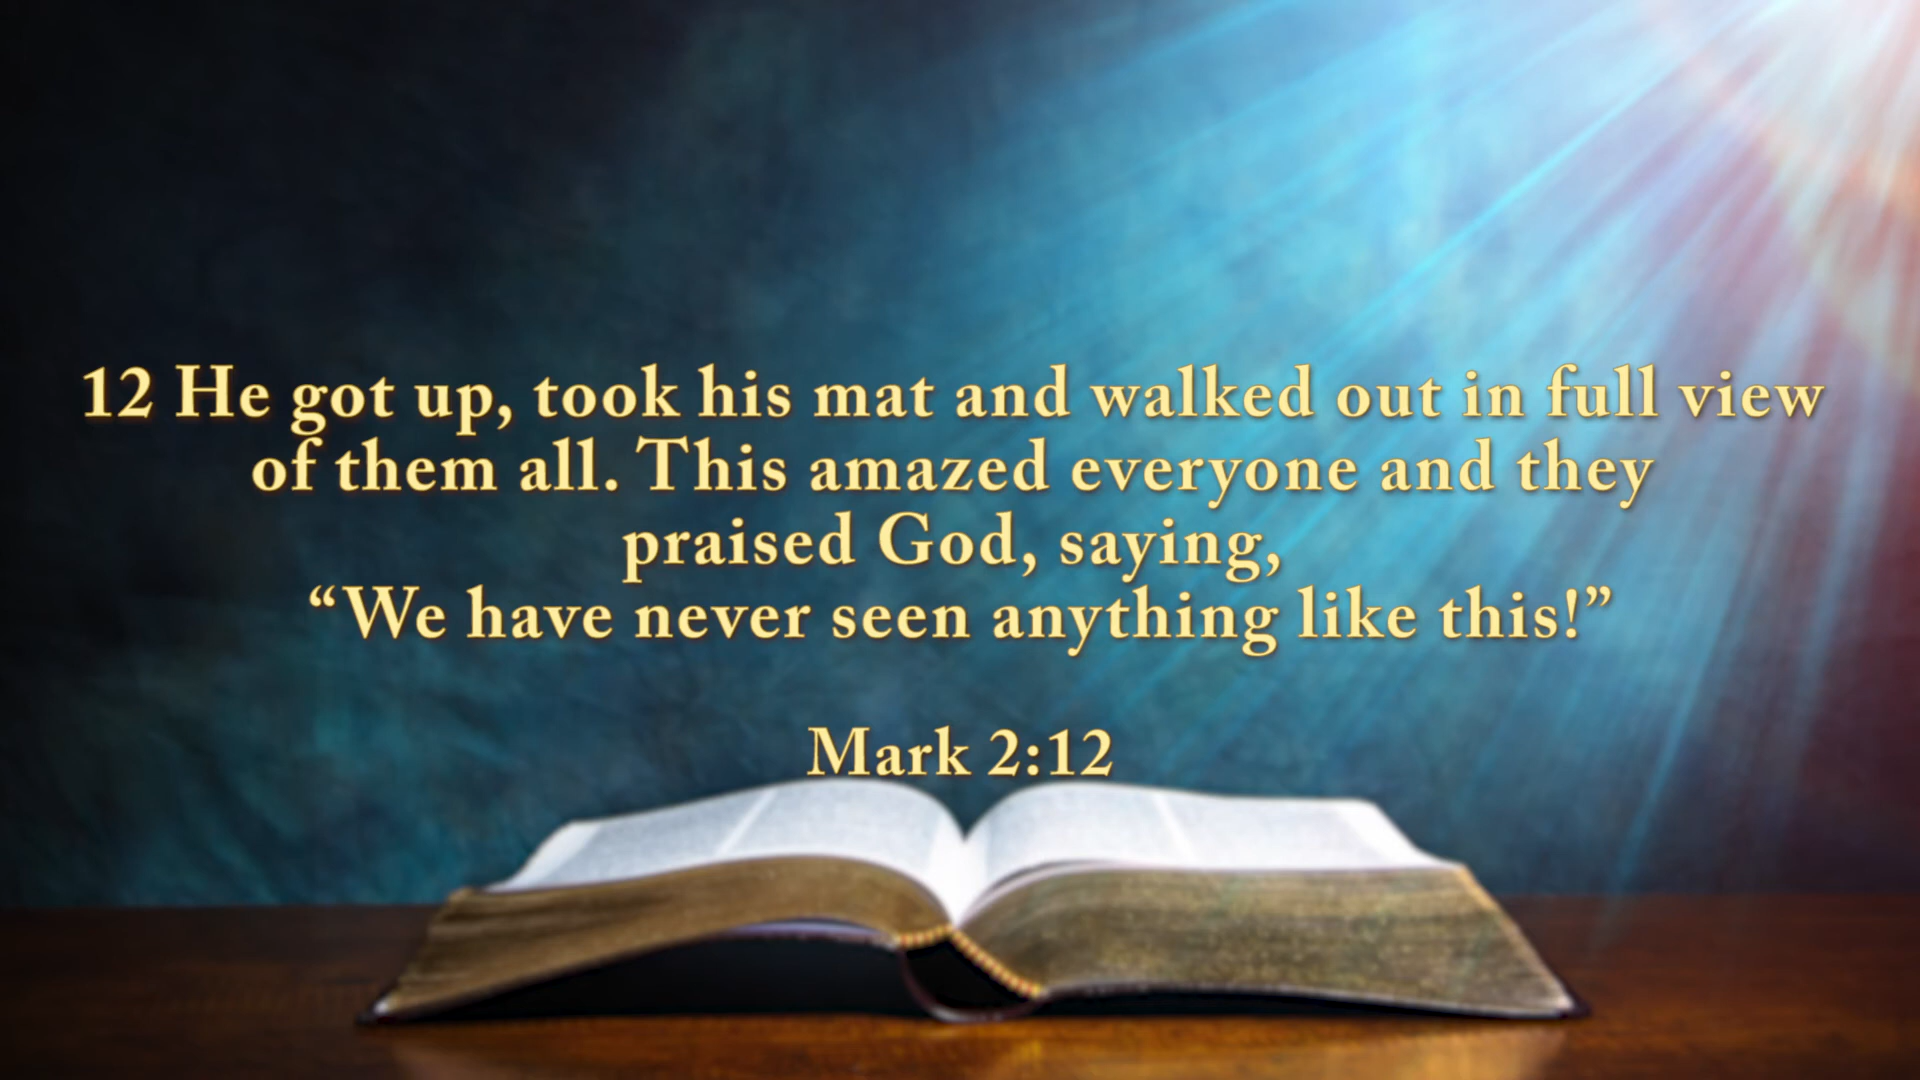 12 He got up, took his mat and walked out in full view
of them all. This amazed everyone and they
praised God, saying,
“We have never seen anything like this!”
Mark 2:12